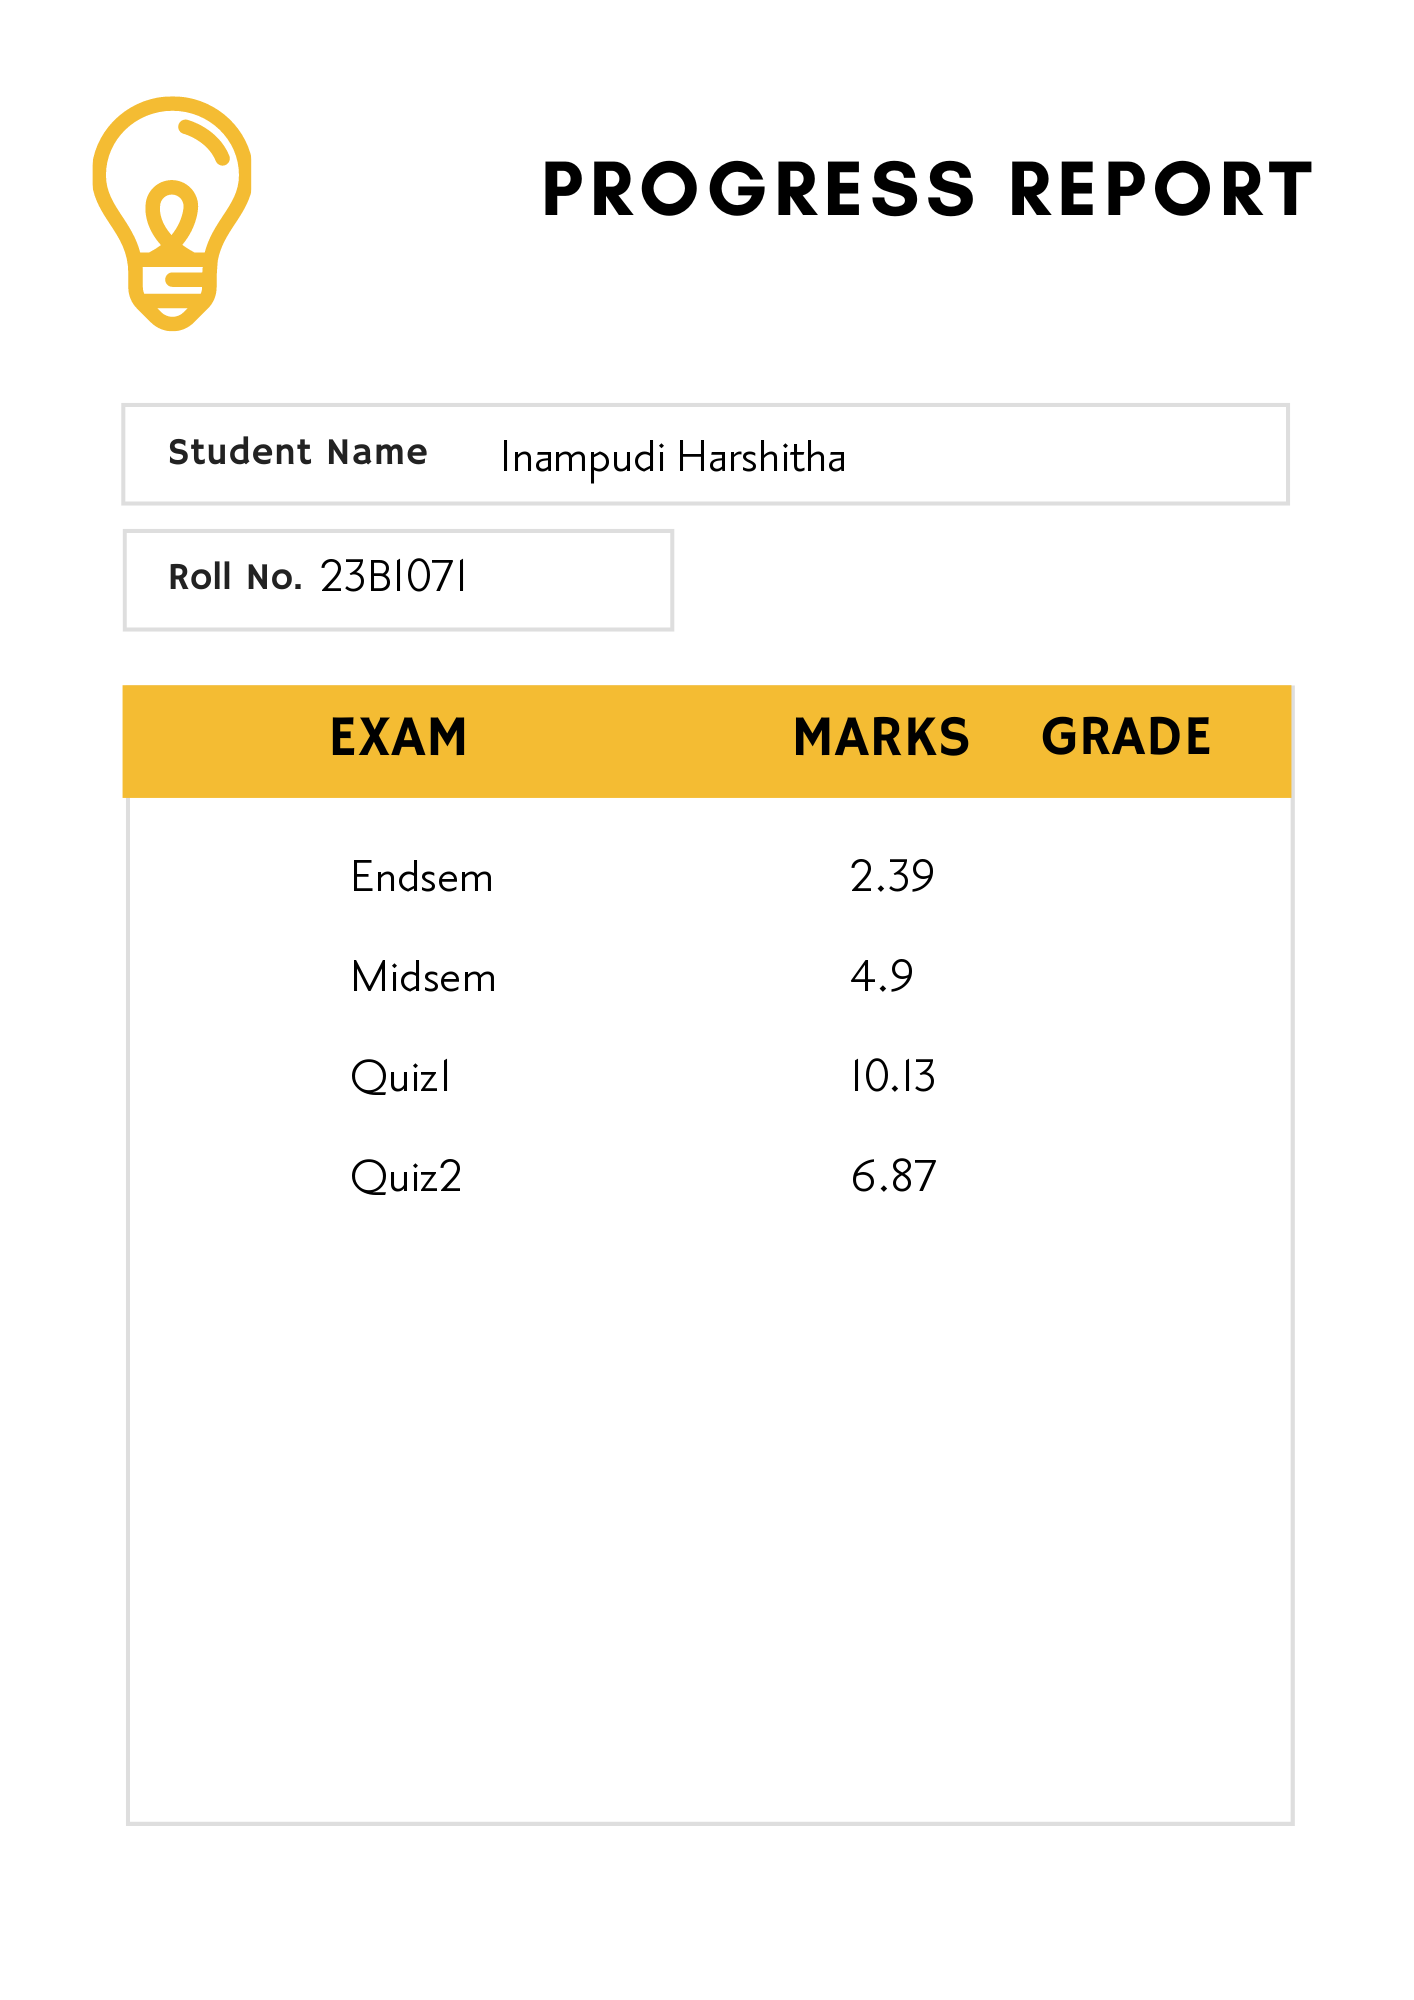 PROGRESS REPORT
Student Name Inampudi Harshitha
Roll No. 23B1071
EXAM MARKS GRADE
Endsem 2.39
Midsem 4.9
Quiz1 10.13
Quiz2 6.87